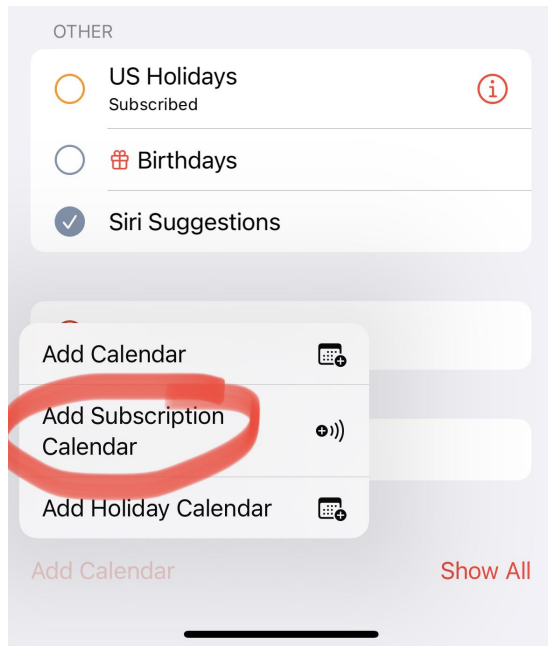 OTHER
US Holidays
Subscribed
Birthdays
Siri Suggestions
Add Calendar
Add Subscription
Calendar
Add Holiday Calendar
Add Calendar
Show All